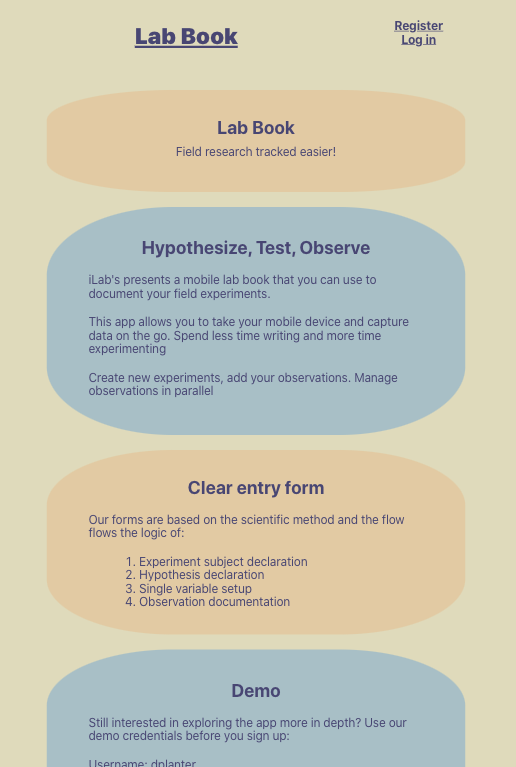 Lab Book
Register
Log in
Lab Book
Field research tracked easier!
Hypothesize, Test, Observe
iLab's presents a mobile lab book that you can use to
document your field experiments.
This app allows you to take your mobile device and capture
data on the go. Spend less time writing and more time
experimenting
Create new experiments, add your observations. Manage
observations in parallel
Clear entry form
Our forms are based on the scientific method and the flow
flows the logic of:
1. Experiment subject declaration
2. Hypothesis declaration
3. Single variable setup
4. Observation documentation
Demo
Still interested in exploring the app more in depth? Use our
demo credentials before you sign up:
Username: dplanter